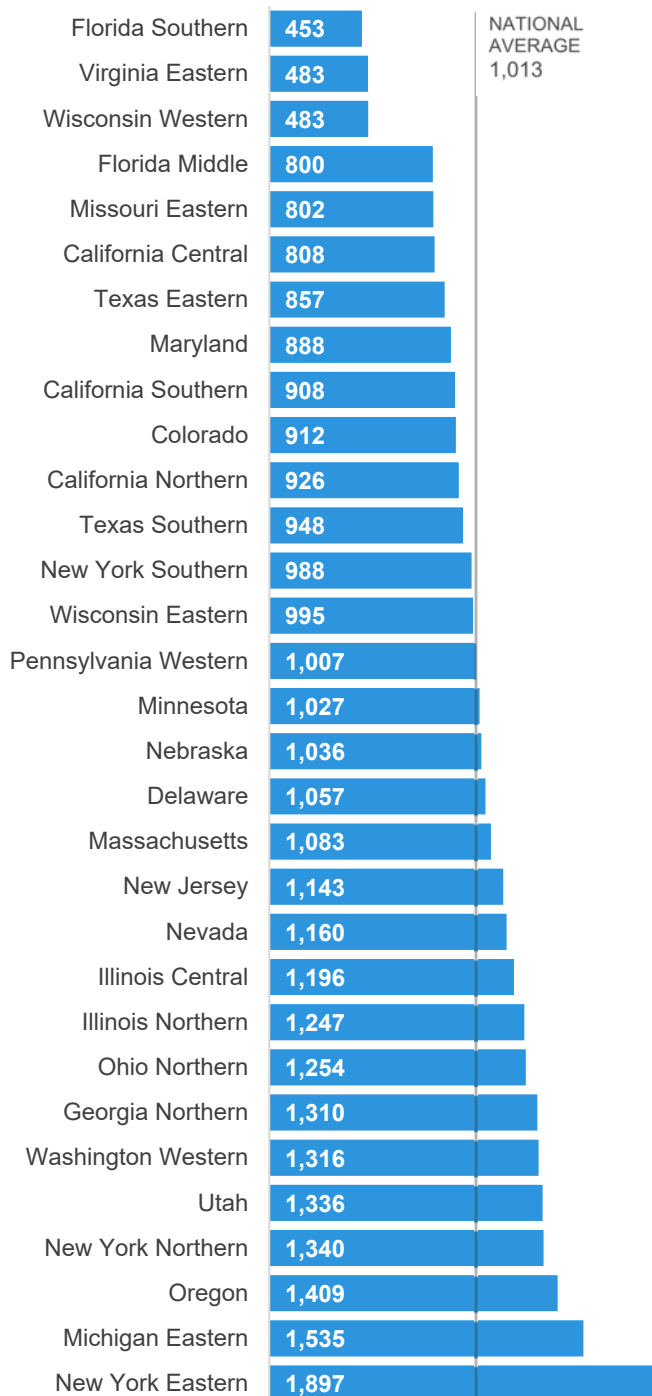 Florida Southern 453
NATIONAL
AVERAGE
1,013
Virginia Eastern 483
Wisconsin Western 483
Florida Middle 800
Missouri Eastern 802
California Central 808
Texas Eastern 857
Maryland 888
California Southern 908
Colorado 912
California Northern 926
Texas Southern 948
New York Southern 988
Wisconsin Eastern 995
Pennsylvania Western 1,007
Minnesota 1,027
Nebraska 1,036
Delaware 1,057
Massachusetts 1,083
New Jersey 1,143
Nevada 1,160
Illinois Central 1,196
Illinois Northern 1,247
Ohio Northern 1,254
Georgia Northern 1,310
Washington Western 1,316
Utah 1,336
New York Northern 1,340
Oregon 1,409
Michigan Eastern 1,535
New York Eastern 1,897